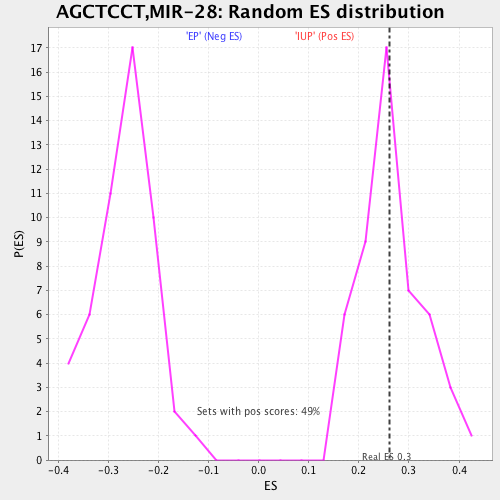 AGCTCCT,MIR-28: Random ES distribution
'EP' (Neg ES) 'IUP' (Pos ES)
17
16
15
14
13
12
11
10
9
8
7
6
5
4
3
2
1
0
P(ES)
Sets with pos scores: 49%
Real ES 0.3
-0.4 -0.3 -0.2 -0.1 0.0 0.1 0.2 0.3 0.4
ES